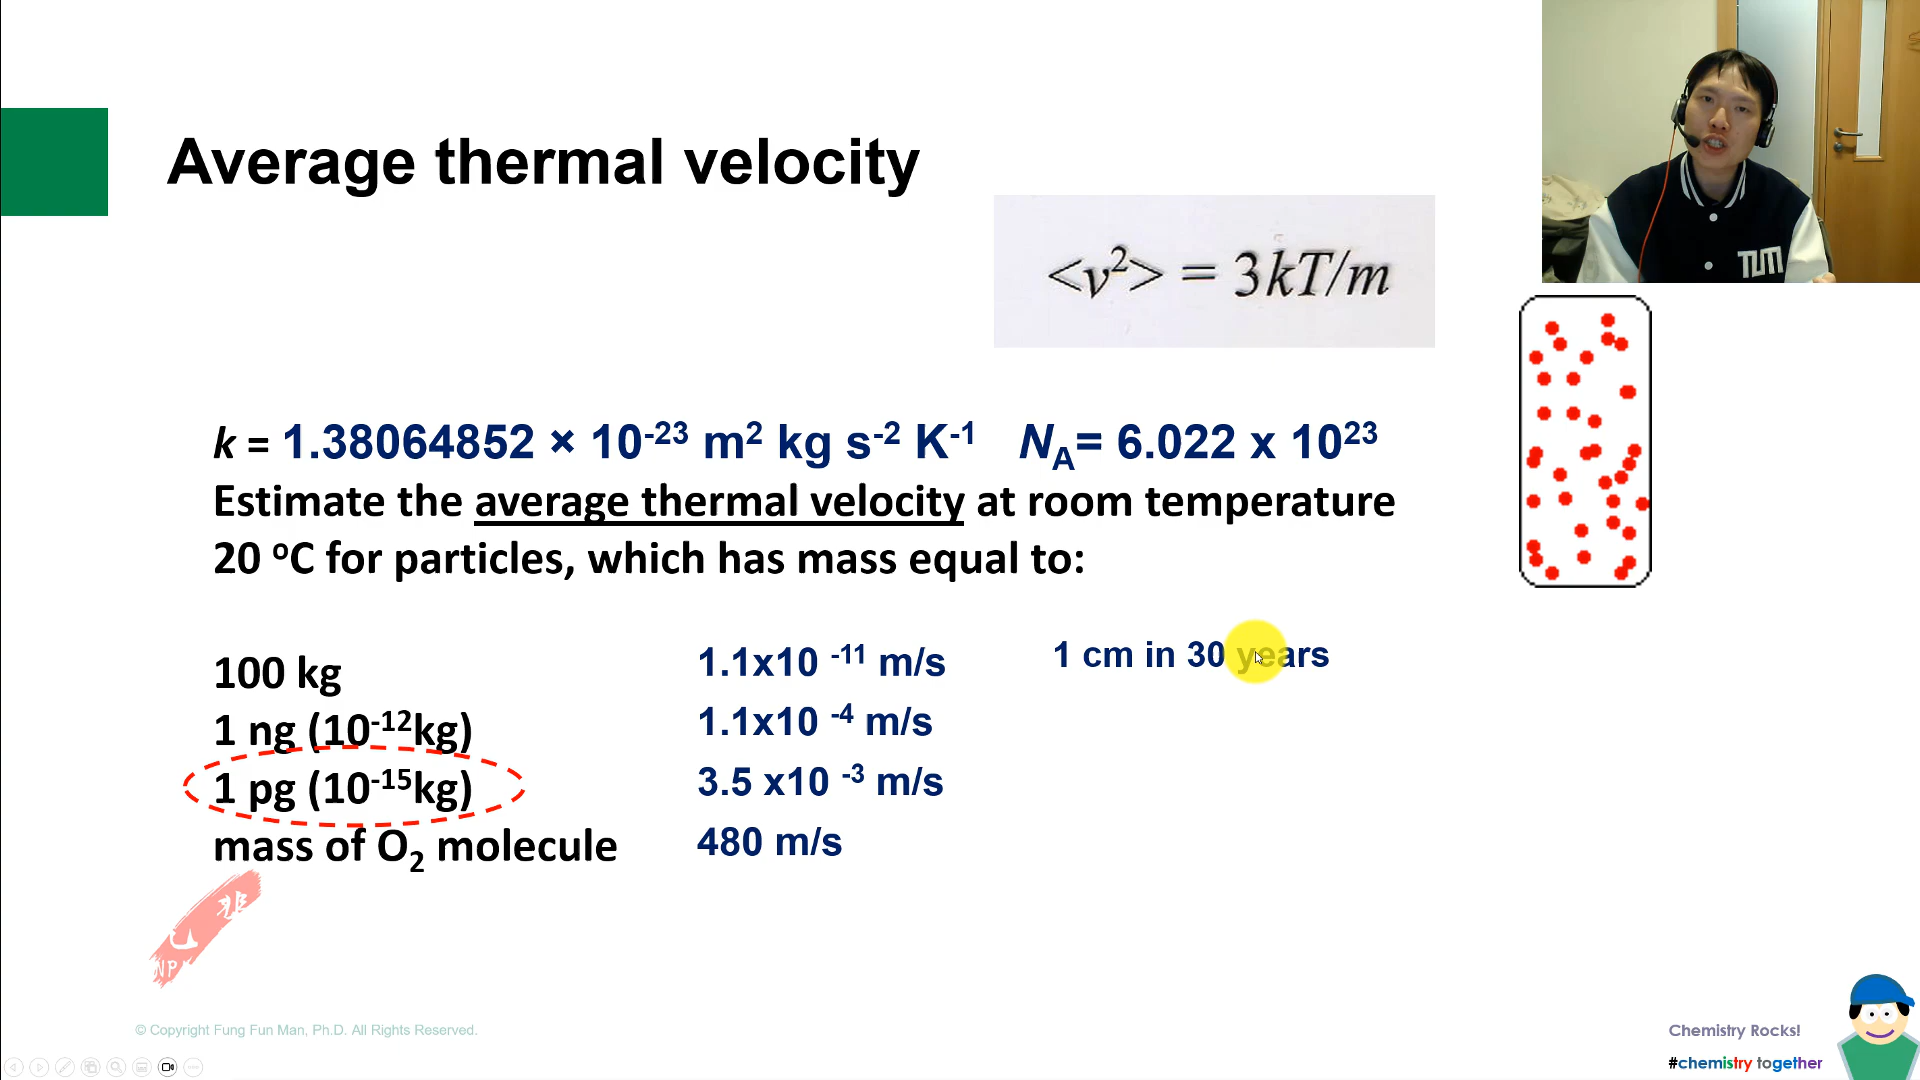 Average thermal velocity
<v²> = 3kT/m
TUM
k = 1.38064852 × 10⁻²³ m² kg s⁻² K⁻¹ N_A= 6.022 x 10²³
Estimate the average thermal velocity at room temperature
20 ᵒC for particles, which has mass equal to:
100 kg 1.1x10 ⁻¹¹ m/s 1 cm in 30 years
1 ng (10⁻¹²kg) 1.1x10 ⁻⁴ m/s
1 pg (10⁻¹⁵kg) 3.5 x10 ⁻³ m/s
mass of O₂ molecule 480 m/s
© Copyright Fung Fun Man, Ph.D. All Rights Reserved.
Chemistry Rocks!
#chemistry together